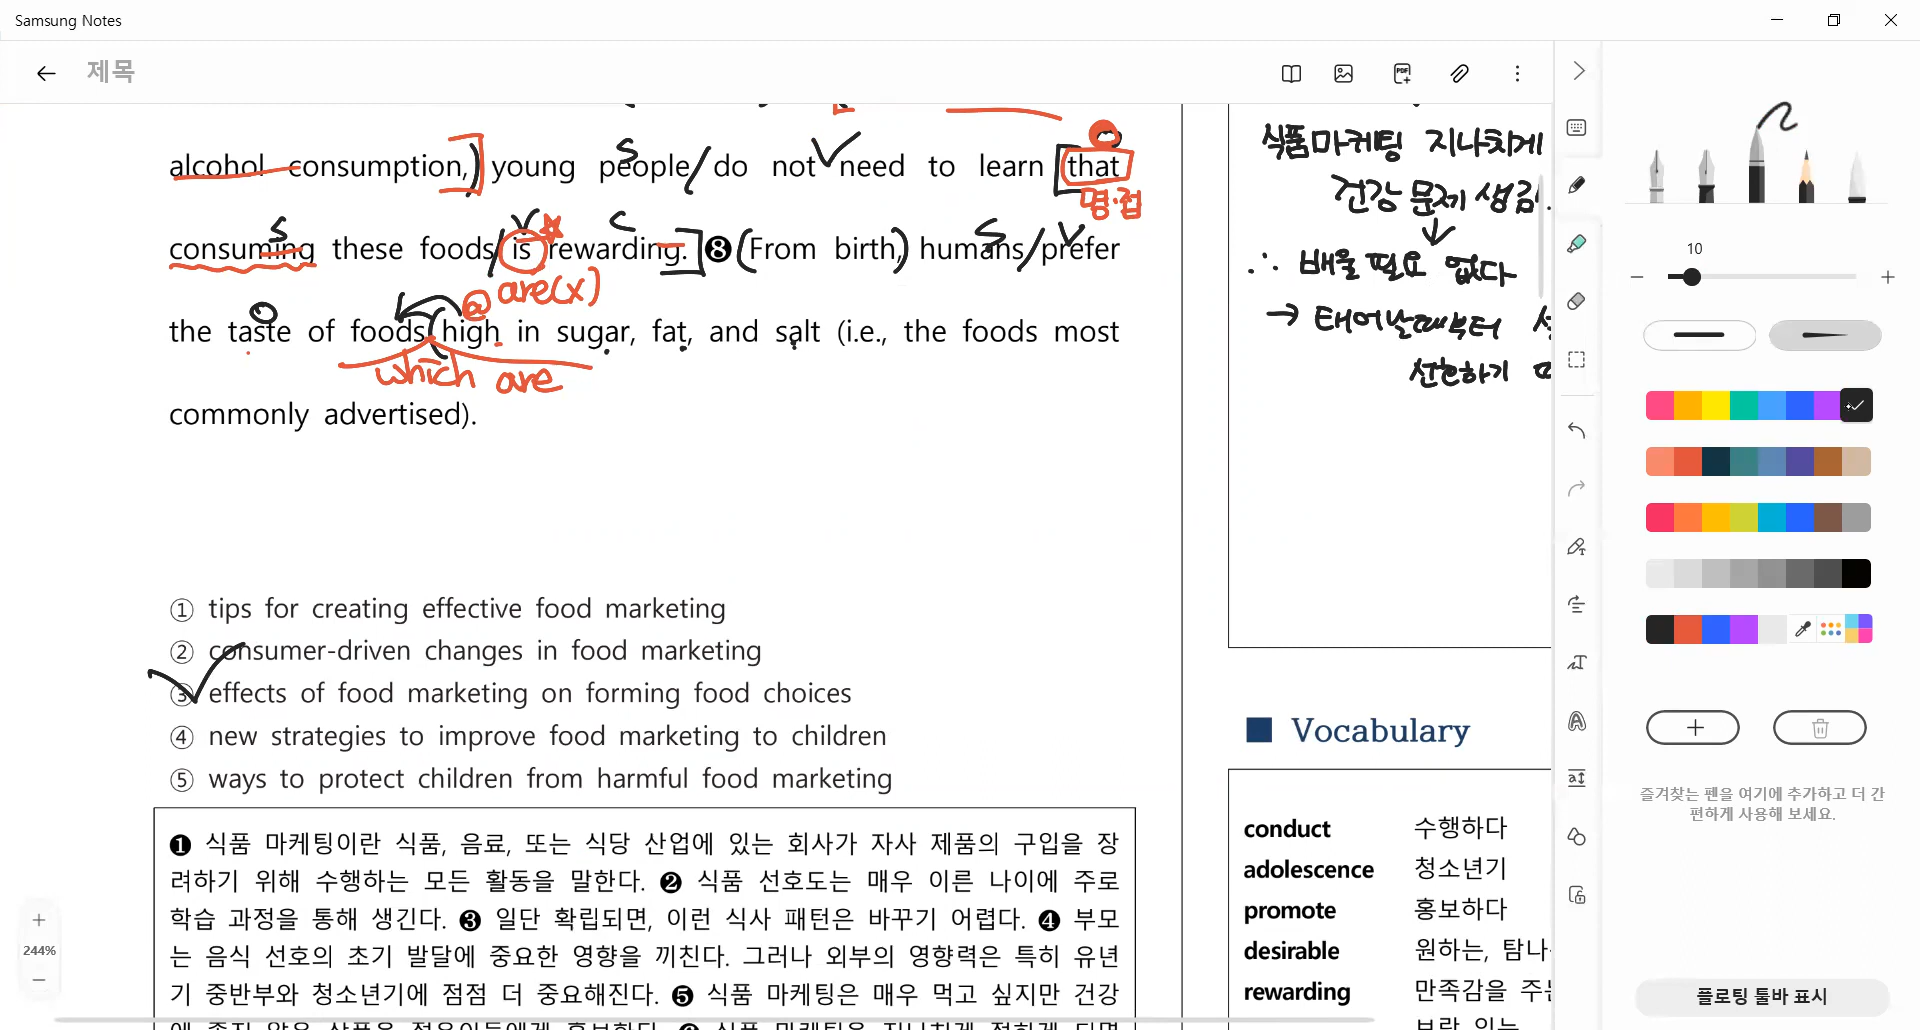 Samsung Notes
제목
alcohol consumption, young people / do not need to learn that
S V
명.접
consuming these foods / is rewarding. ❽ (From birth,) humans / prefer
S V C S V
@ are(x)
the taste of foods (high in sugar, fat, and salt (i.e., the foods most
which are
commonly advertised).
① tips for creating effective food marketing
② consumer-driven changes in food marketing
③ effects of food marketing on forming food choices
④ new strategies to improve food marketing to children
⑤ ways to protect children from harmful food marketing
❶ 식품 마케팅이란 식품, 음료, 또는 식당 산업에 있는 회사가 자사 제품의 구입을 장
려하기 위해 수행하는 모든 활동을 말한다. ❷ 식품 선호도는 매우 이른 나이에 주로
학습 과정을 통해 생긴다. ❸ 일단 확립되면, 이런 식사 패턴은 바꾸기 어렵다. ❹ 부모
는 음식 선호의 초기 발달에 중요한 영향을 끼친다. 그러나 외부의 영향력은 특히 유년
기 중반부와 청소년기에 점점 더 중요해진다. ❺ 식품 마케팅은 매우 먹고 싶지만 건강
식품마케팅 지나치게
건강 문제 생김.
↓
∴ 배울 필요 없다
→ 태어날때부터
선호하기
■ Vocabulary
conduct 수행하다
adolescence 청소년기
promote 홍보하다
desirable 원하는, 탐나
rewarding 만족감을 주는
보람 있는
244%
10
즐겨찾는 펜을 여기에 추가하고 더 간
편하게 사용해 보세요.
플로팅 툴바 표시